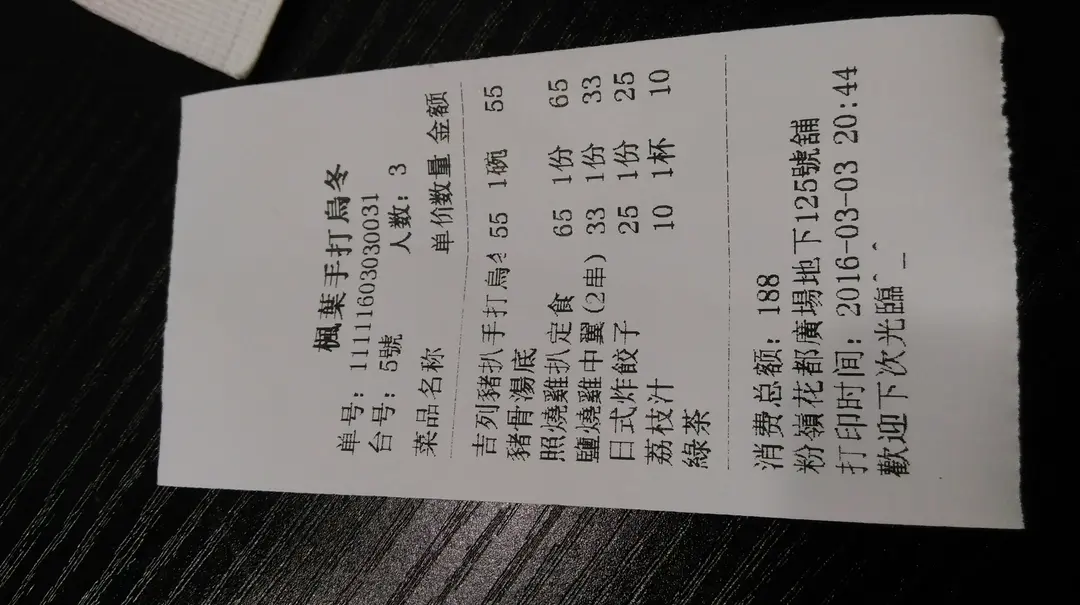 楓葉手打烏冬
单号: 11111603030031
台号: 5號 人数: 3
菜品名称 单价数量 金额
吉列豬扒手打烏冬 55 1碗 55
豬骨湯底
照燒雞扒定食 65 1份 65
鹽燒雞中翼(2串) 33 1份 33
日式炸餃子 25 1份 25
荔枝汁 10 1杯 10
綠茶
消费总额: 188
粉嶺花都廣場地下125號舖
打印时间: 2016-03-03 20:44
歡迎下次光臨^_^